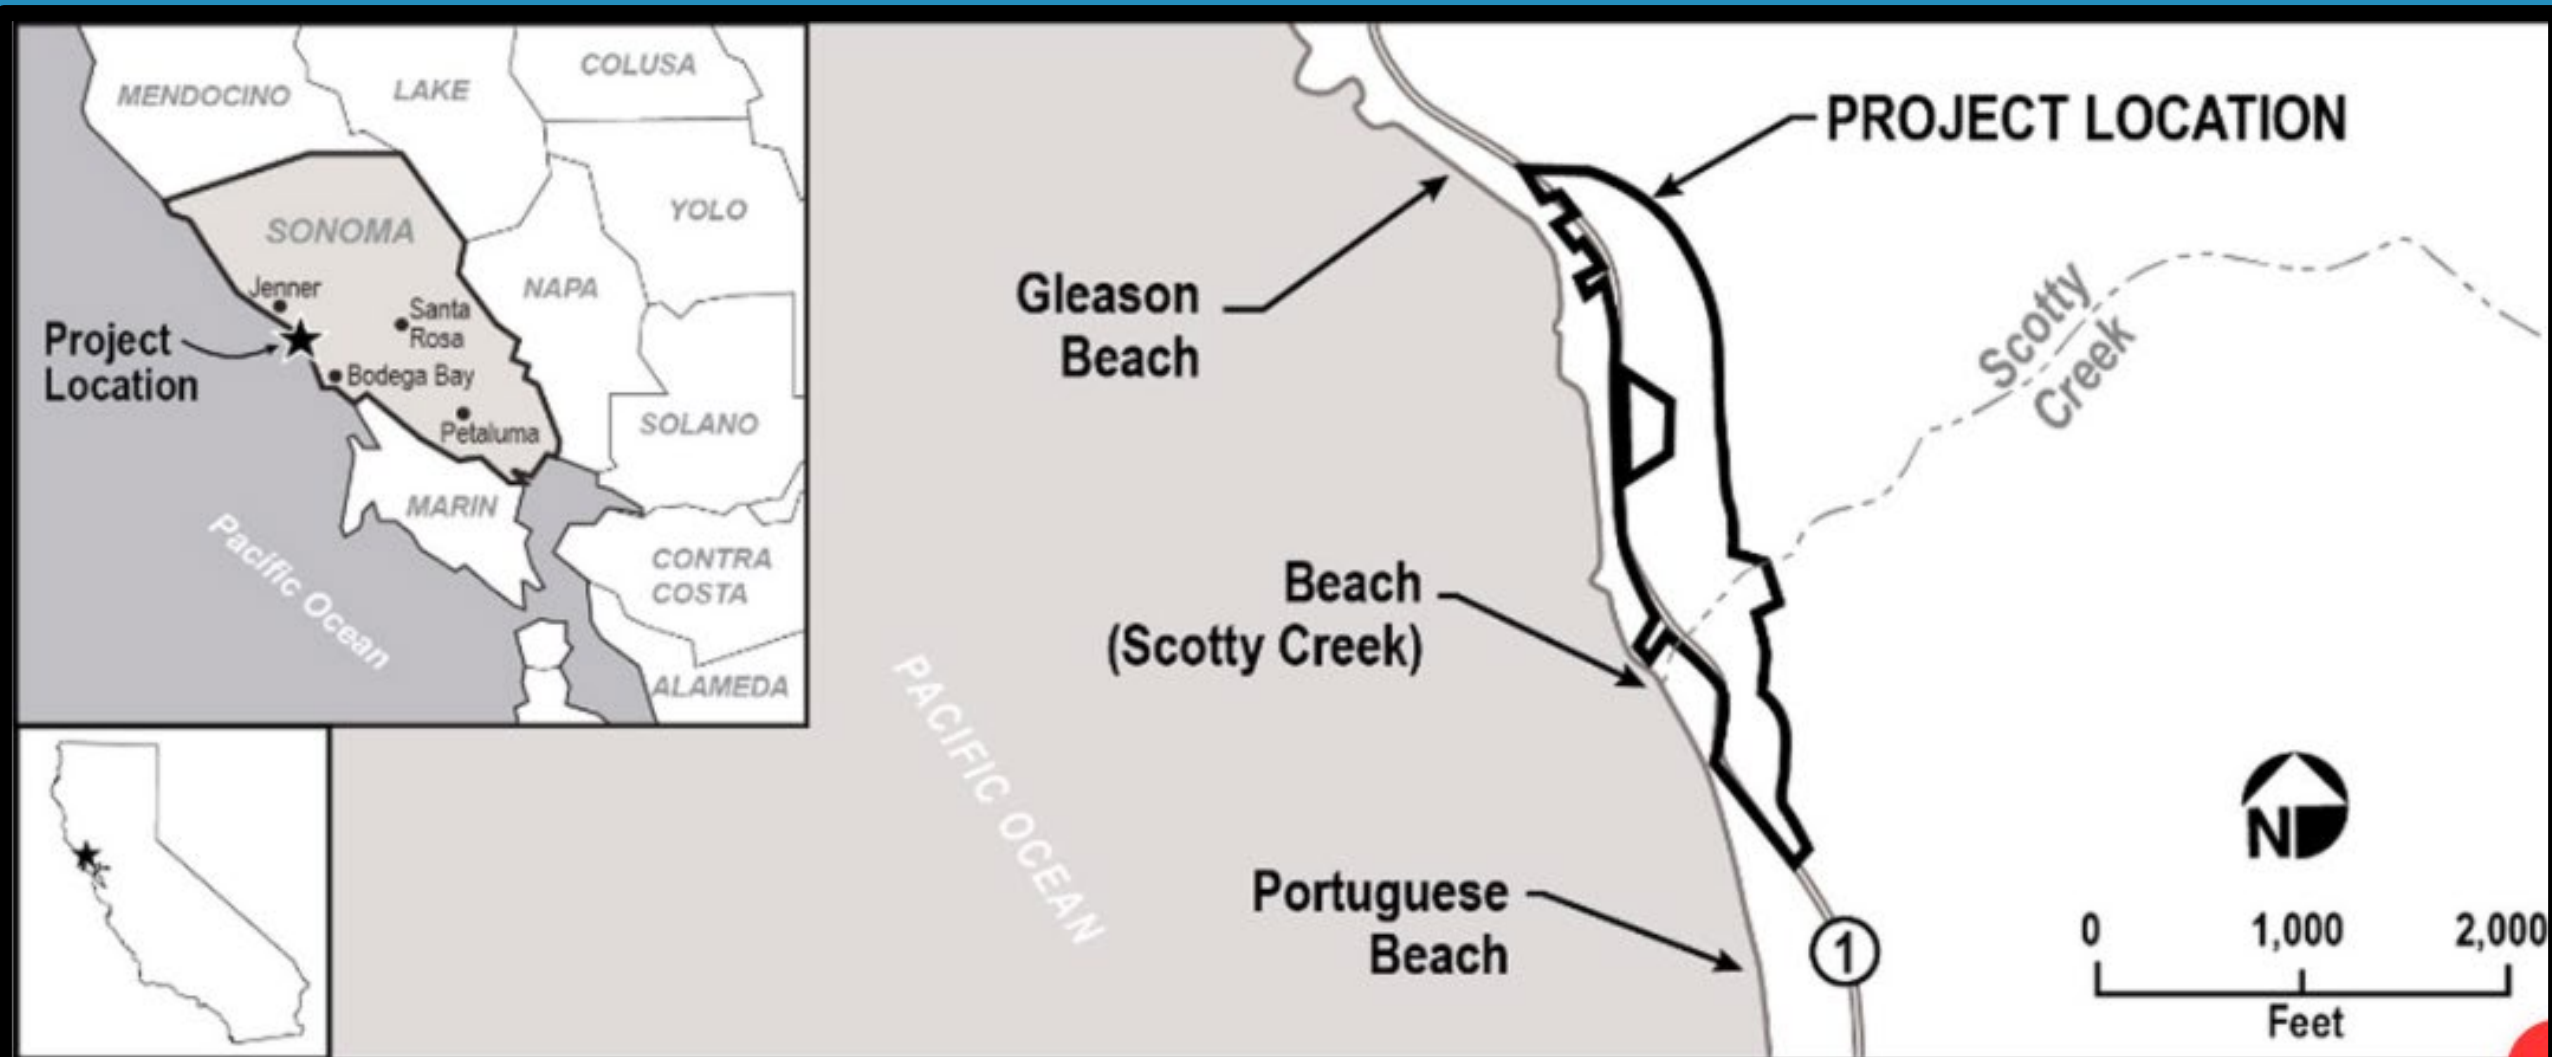 MENDOCINO
LAKE
COLUSA
SONOMA
YOLO
NAPA
Jenner
Santa
Rosa
Project
Location
Bodega Bay
Petaluma
SOLANO
MARIN
Pacific Ocean
CONTRA
COSTA
ALAMEDA
PROJECT LOCATION
Gleason
Beach
Scotty
Creek
Beach
(Scotty Creek)
PACIFIC OCEAN
Portuguese
Beach
1
N
0 1,000 2,000
Feet